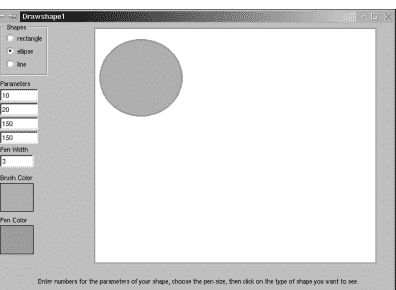 Drawshape1
Shapes
rectangle
ellipse
line
Parameters
10
20
150
150
Pen Width
3
Brush Color
Pen Color
Enter numbers for the parameters of your shape, choose the pen size, then click on the type of shape you want to see.